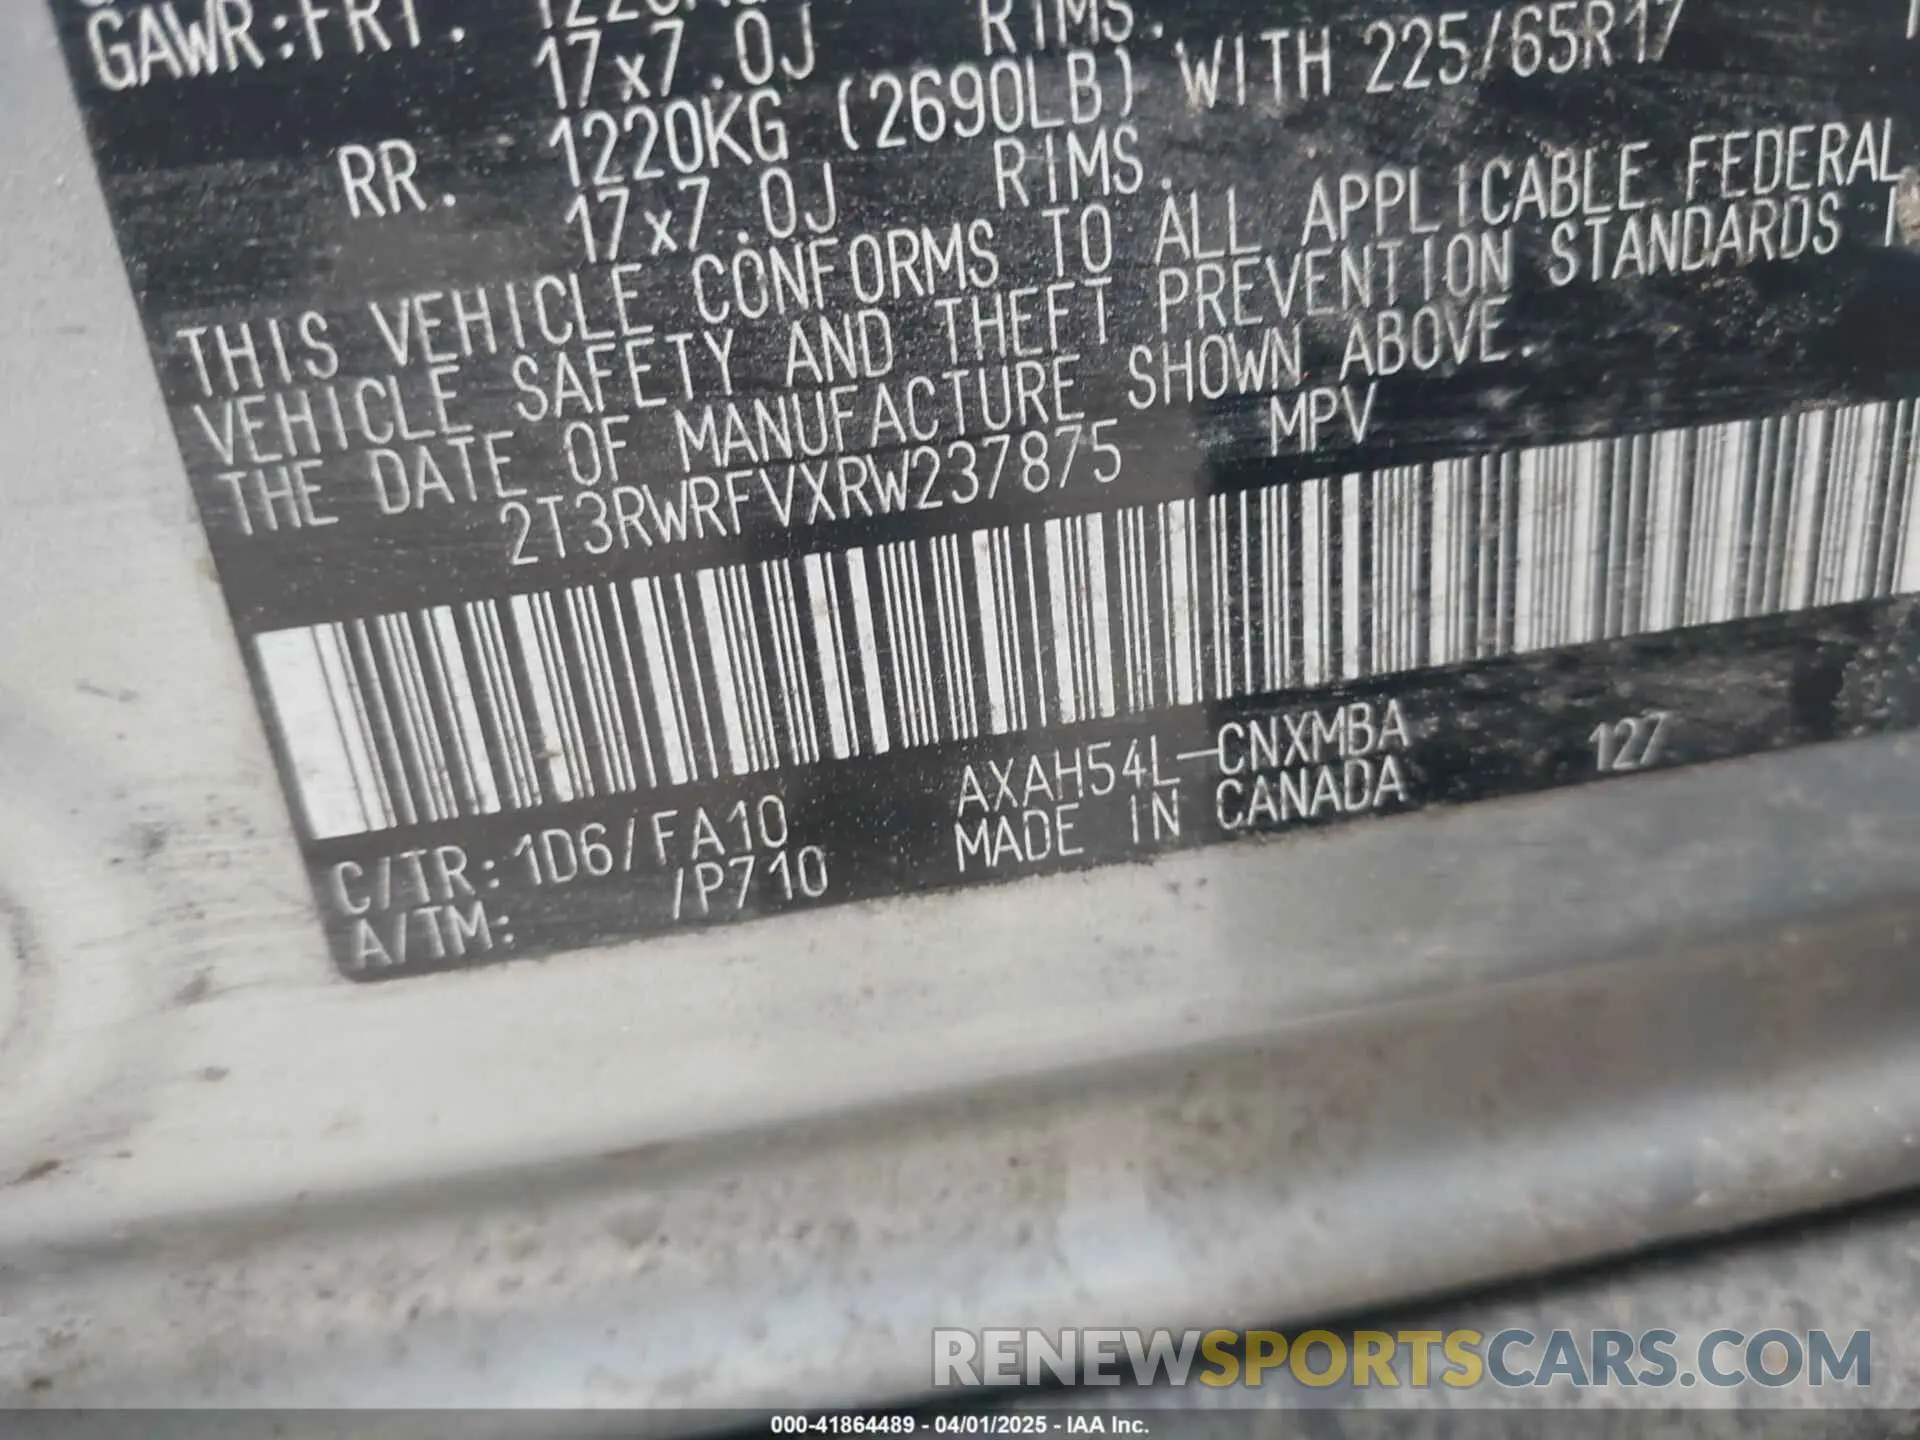 GAWR:FRT. 1220KG
17x7.0J RIMS.
RR. 1220KG (2690LB) WITH 225/65R17
17x7.0J RIMS.
THIS VEHICLE CONFORMS TO ALL APPLICABLE FEDERAL
VEHICLE SAFETY AND THEFT PREVENTION STANDARDS
THE DATE OF MANUFACTURE SHOWN ABOVE.
2T3RWRFVXRW237875 MPV
C/TR: 1D6/FA10 AXAH54L-CNXMBA 127
A/TM: /P710 MADE IN CANADA
RENEWSPORTSCARS.COM
000-41864489 - 04/01/2025 - IAA Inc.